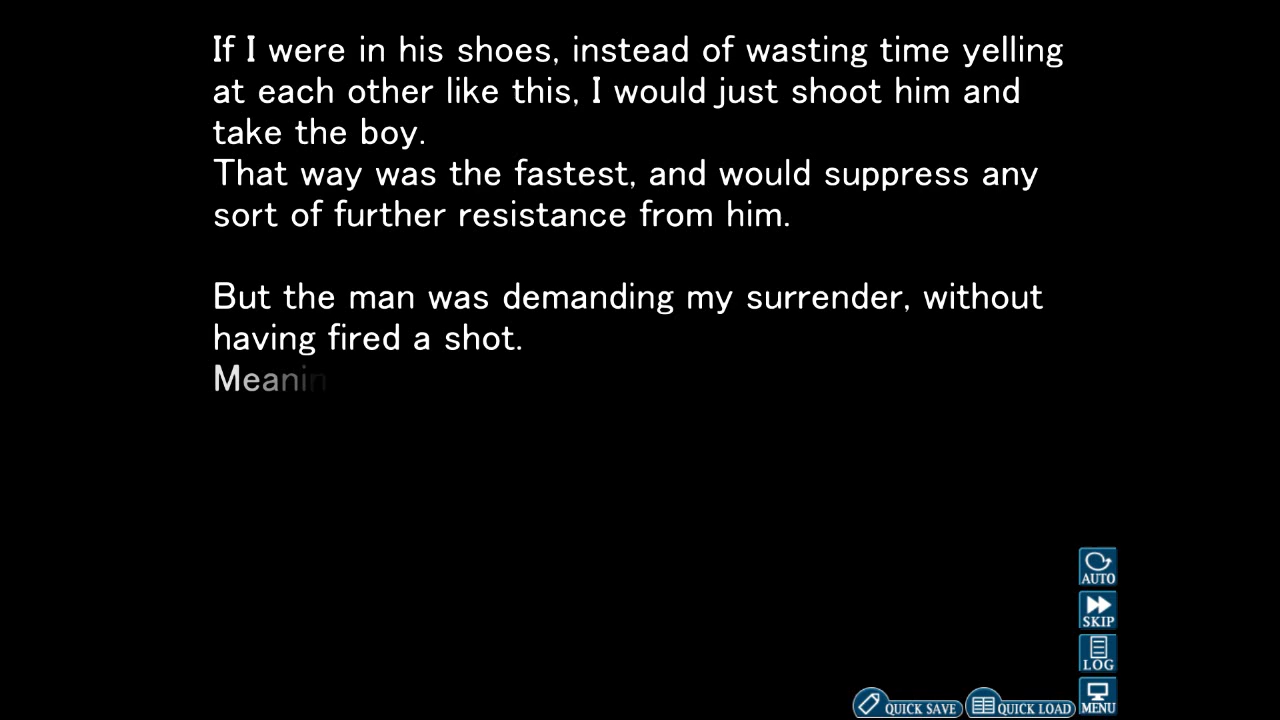 If I were in his shoes, instead of wasting time yelling
at each other like this, I would just shoot him and
take the boy.
That way was the fastest, and would suppress any
sort of further resistance from him.
But the man was demanding my surrender, without
having fired a shot.
Meanin
AUTO
SKIP
LOG
MENU
QUICK SAVE
QUICK LOAD